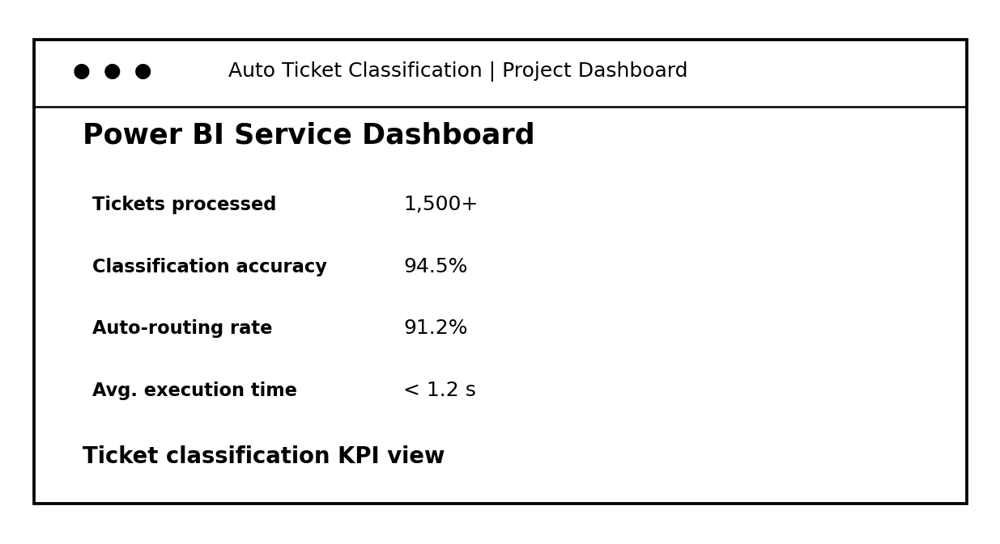 Auto Ticket Classification | Project Dashboard
Power BI Service Dashboard
Tickets processed 1,500+
Classification accuracy 94.5%
Auto-routing rate 91.2%
Avg. execution time < 1.2 s
Ticket classification KPI view